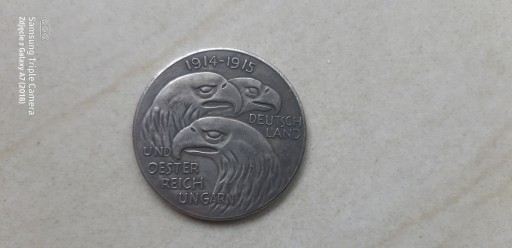 1914-1915
DEUTSCH
LAND
UND
OESTER
REICH
UNGARN
Samsung Triple Camera
Zdjęcie z Galaxy A7 (2018)